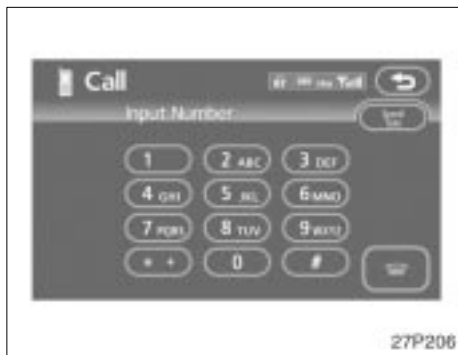 Call
Input Number
1 2 ABC 3 DEF
4 GHI 5 JKL 6 MNO
7 PQRS 8 TUV 9 WXYZ
* + 0 #
27P206